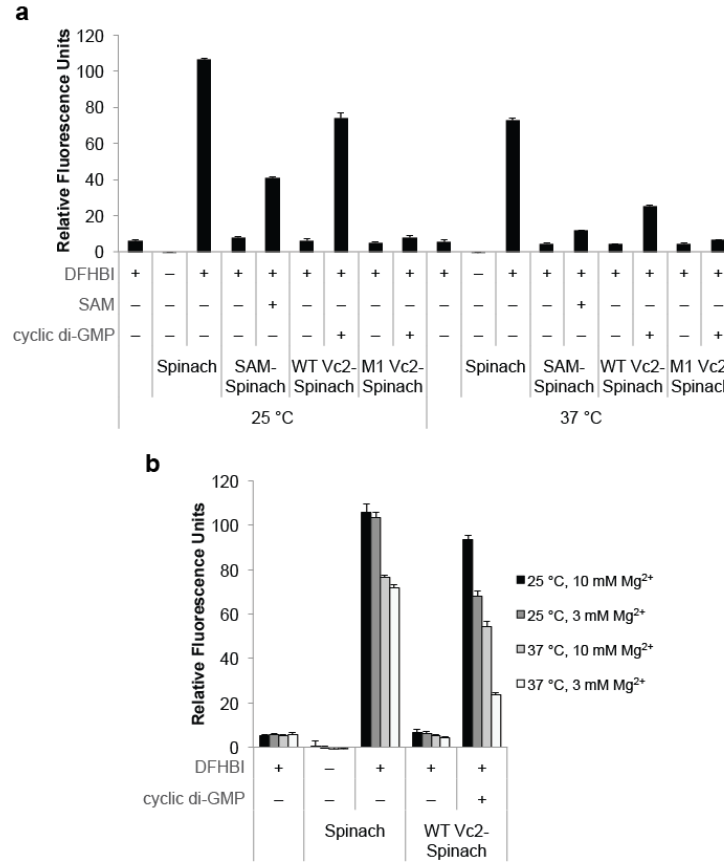 a
Relative Fluorescence Units
120
100
80
60
40
20
0
DFHBI + – + + + + + + + + – + + + + + + +
SAM – – – – + – – – – – – – – + – – – –
cyclic di-GMP – – – – – – + – + – – – – – – + – +
Spinach SAM- WT Vc2- M1 Vc2- Spinach SAM- WT Vc2- M1 Vc2-
Spinach Spinach Spinach Spinach Spinach Spinach
25 °C 37 °C
b
Relative Fluorescence Units
120
100
80
60
40
20
0
25 °C, 10 mM Mg²⁺
25 °C, 3 mM Mg²⁺
37 °C, 10 mM Mg²⁺
37 °C, 3 mM Mg²⁺
DFHBI + – + + +
cyclic di-GMP – – – – +
Spinach WT Vc2-
Spinach